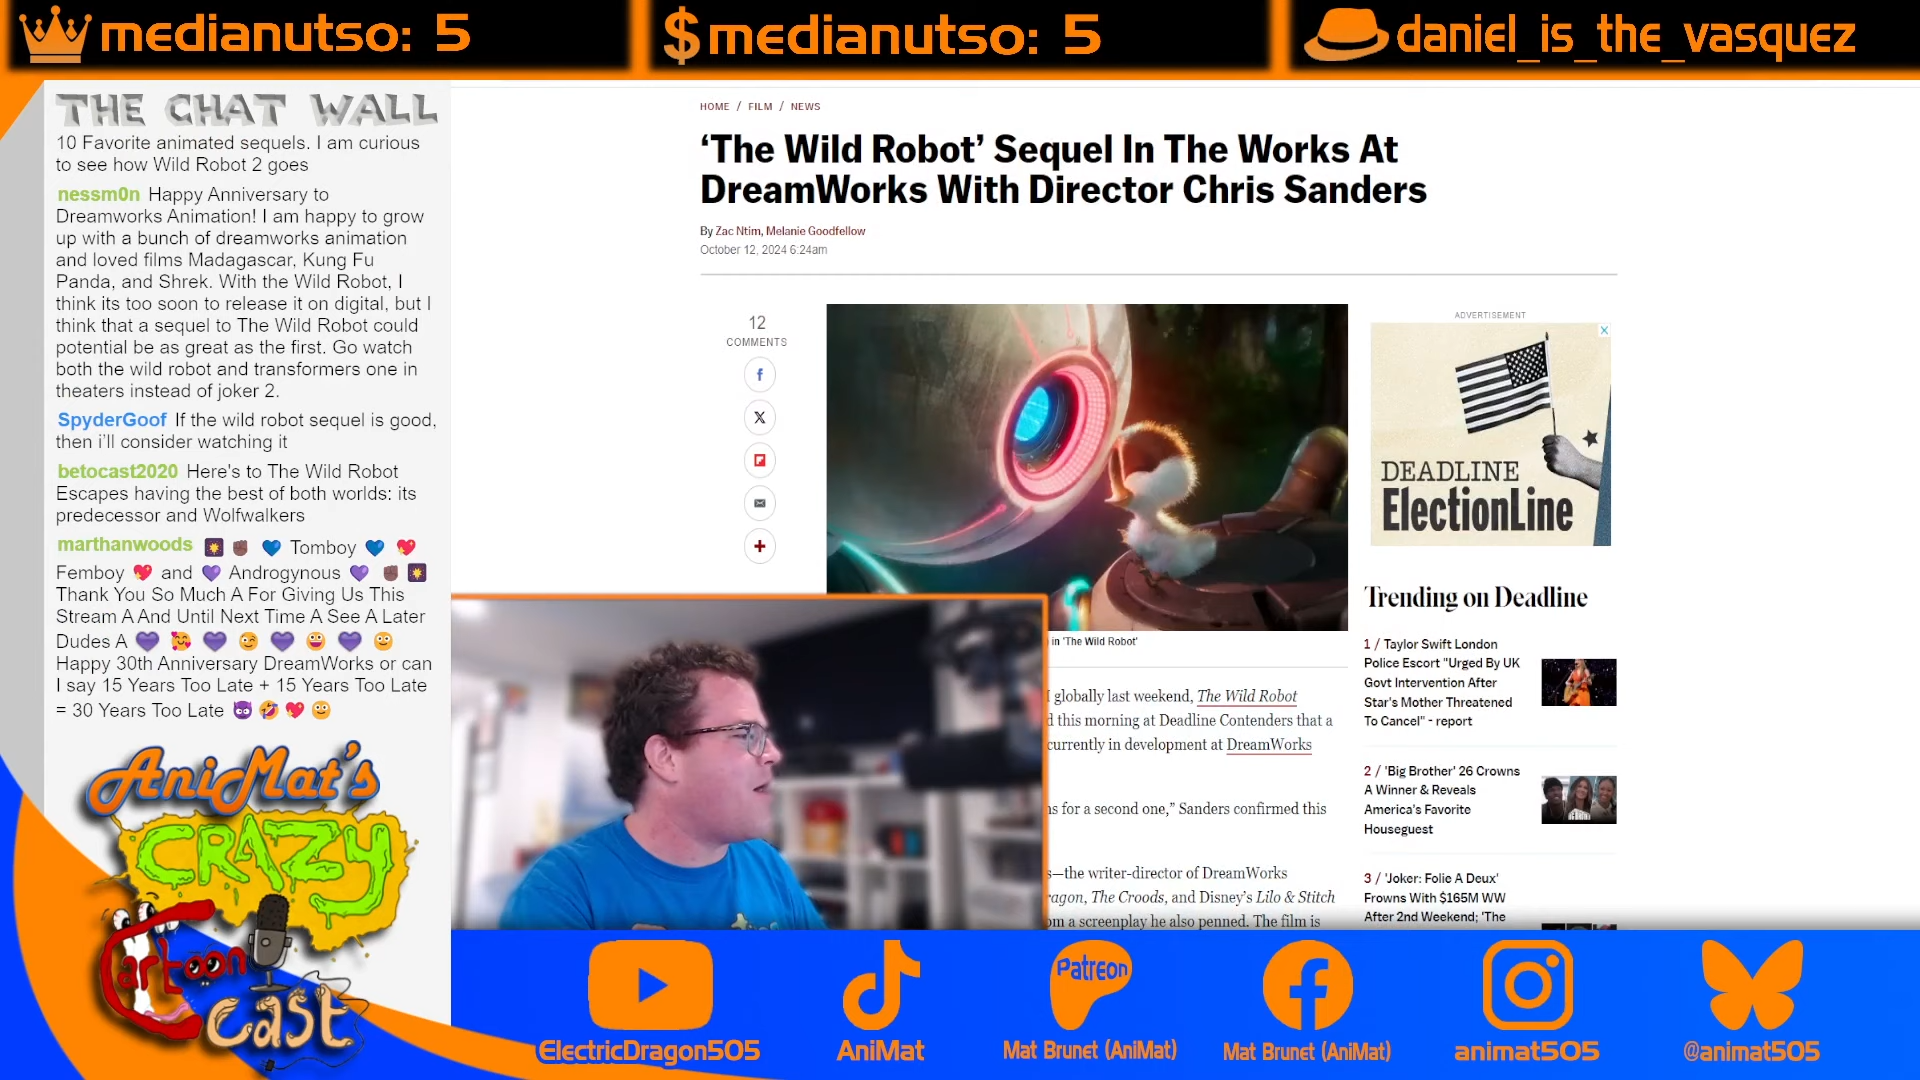 medianutso: 5
$ medianutso: 5
daniel_is_the_vasquez
THE CHAT WALL
10 Favorite animated sequels. I am curious
to see how Wild Robot 2 goes
nessm0n Happy Anniversary to
Dreamworks Animation! I am happy to grow
up with a bunch of dreamworks animation
and loved films Madagascar, Kung Fu
Panda, and Shrek. With the Wild Robot, I
think its too soon to release it on digital, but I
think that a sequel to The Wild Robot could
potential be as great as the first. Go watch
both the wild robot and transformers one in
theaters instead of joker 2.
SpyderGoof If the wild robot sequel is good,
then i'll consider watching it
betocast2020 Here's to The Wild Robot
Escapes having the best of both worlds: its
predecessor and Wolfwalkers
marthanwoods 🎇 ✊🏿 💙 Tomboy 💙 💖
Femboy 💖 and 💜 Androgynous 💜 ✊🏿 🎇
Thank You So Much A For Giving Us This
Stream A And Until Next Time A See A Later
Dudes A 💜 🥰 💜 😉 💜 😀 💜 🙂
Happy 30th Anniversary DreamWorks or can
I say 15 Years Too Late + 15 Years Too Late
= 30 Years Too Late 😈 🤣 💖 🙂
AniMat's
CRAZY
Cartoon
Cast
HOME / FILM / NEWS
‘The Wild Robot’ Sequel In The Works At
DreamWorks With Director Chris Sanders
By Zac Ntim, Melanie Goodfellow
October 12, 2024 6:24am
12
COMMENTS
in 'The Wild Robot'
globally last weekend, The Wild Robot
this morning at Deadline Contenders that a
currently in development at DreamWorks
for a second one,” Sanders confirmed this
—the writer-director of DreamWorks
The Croods, and Disney’s Lilo & Stitch
a screenplay he also penned. The film is
ADVERTISEMENT
DEADLINE
ElectionLine
Trending on Deadline
1 / Taylor Swift London
Police Escort "Urged By UK
Govt Intervention After
Star's Mother Threatened
To Cancel" - report
2 / 'Big Brother' 26 Crowns
A Winner & Reveals
America's Favorite
Houseguest
3 / 'Joker: Folie A Deux'
Frowns With $165M WW
After 2nd Weekend; 'The
Patreon
ElectricDragon505
AniMat
Mat Brunet (AniMat)
Mat Brunet (AniMat)
animat505
@animat505